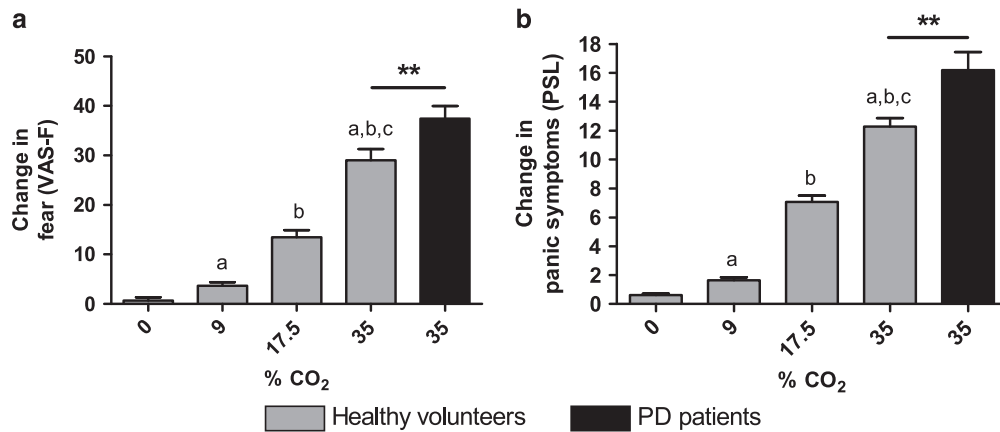 a
Change in
fear (VAS-F)
50
40
30
20
10
0
a
b
a,b,c
**
0
9
17.5
35
35
% CO₂
b
Change in
panic symptoms (PSL)
18
16
14
12
10
8
6
4
2
0
a
b
a,b,c
**
0
9
17.5
35
35
% CO₂
Healthy volunteers
PD patients